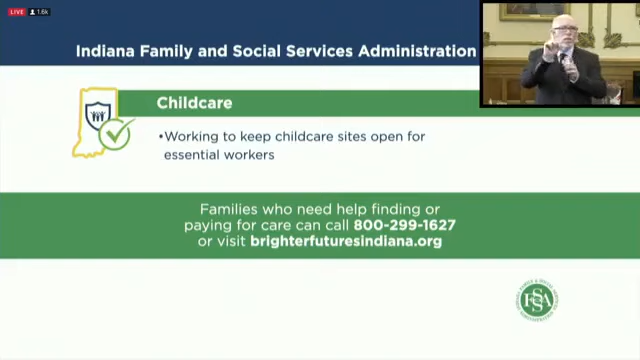 LIVE 1.6k
Indiana Family and Social Services Administration
Childcare
•Working to keep childcare sites open for
essential workers
Families who need help finding or
paying for care can call 800-299-1627
or visit brighterfuturesindiana.org
FSSA